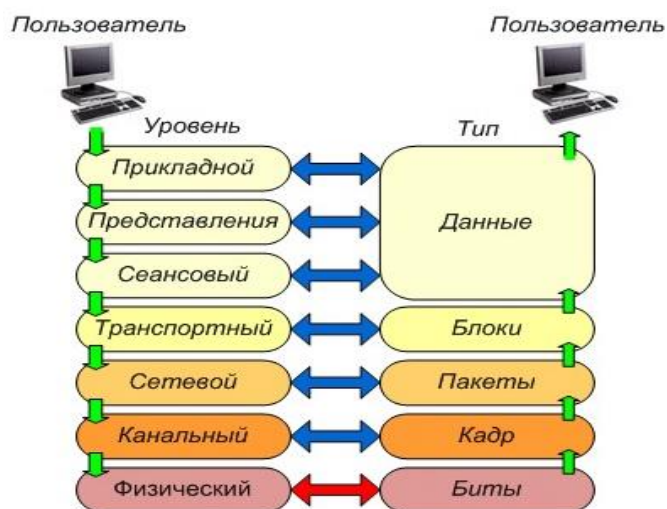 Пользователь
Пользователь
Уровень
Тип
Прикладной
Представления
Данные
Сеансовый
Транспортный
Блоки
Сетевой
Пакеты
Канальный
Кадр
Физический
Биты